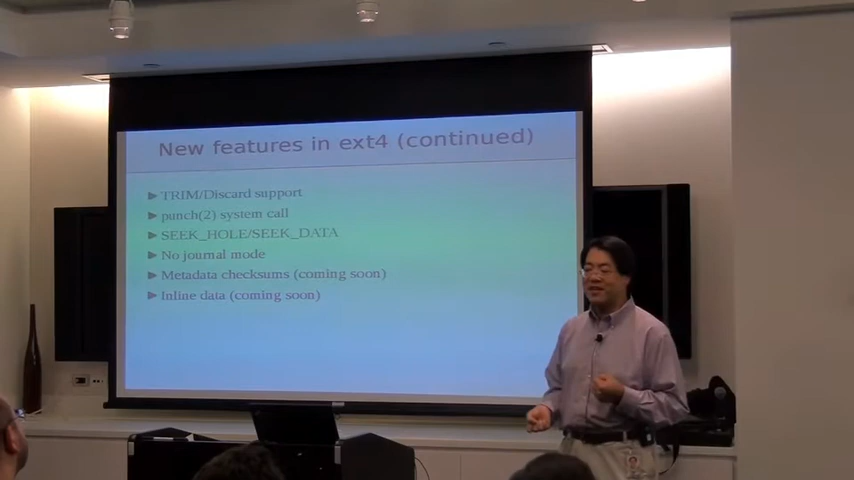 New features in ext4 (continued)
TRIM/Discard support
punch(2) system call
SEEK_HOLE/SEEK_DATA
No journal mode
Metadata checksums (coming soon)
Inline data (coming soon)